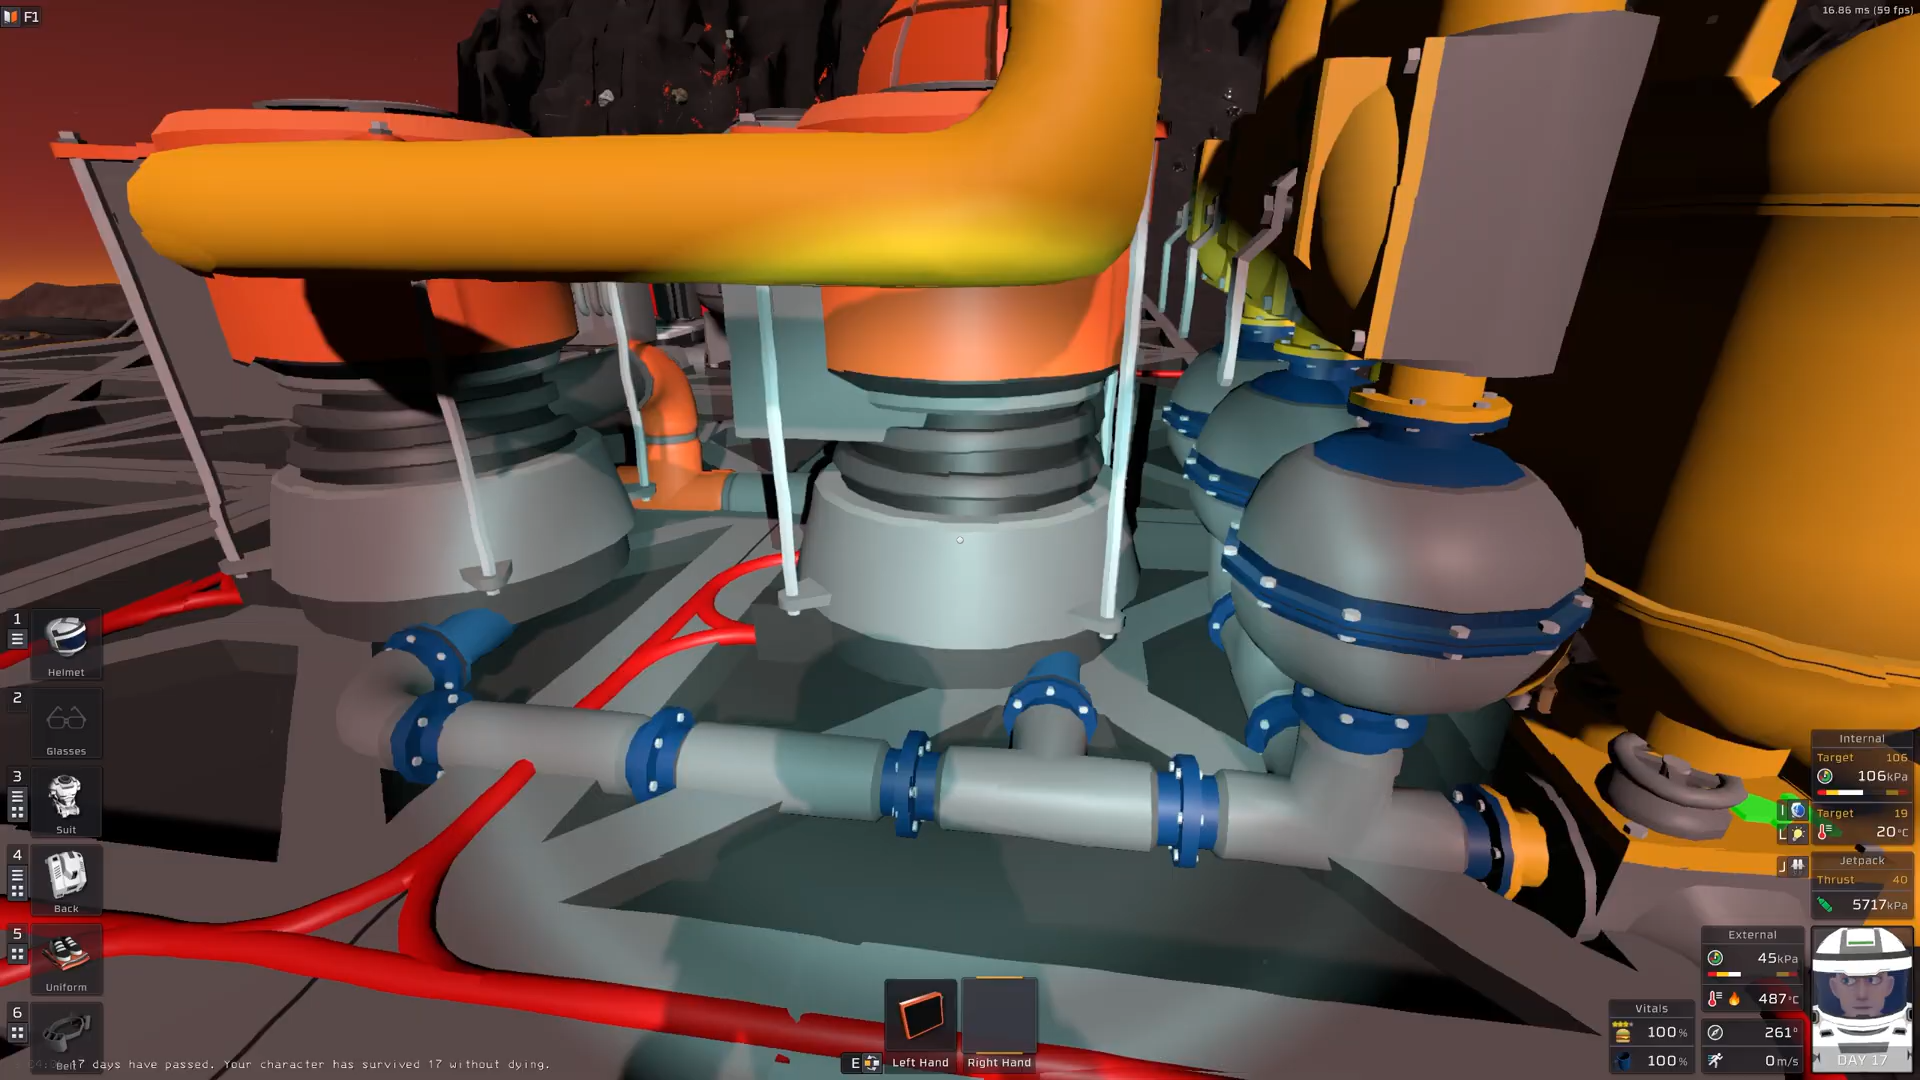 F1
16.86 ms (59 fps)
1
Helmet
2
Glasses
3
Suit
4
Back
5
Uniform
6
Belt
17 days have passed. Your character has survived 17 without dying.
E
Left Hand
Right Hand
Internal
Target 106
106kPa
I
Target 19
L
20°C
Jetpack
J
Thrust 40
5717kPa
External
45kPa
487°C
261°
0m/s
Vitals
100%
100%
DAY 17